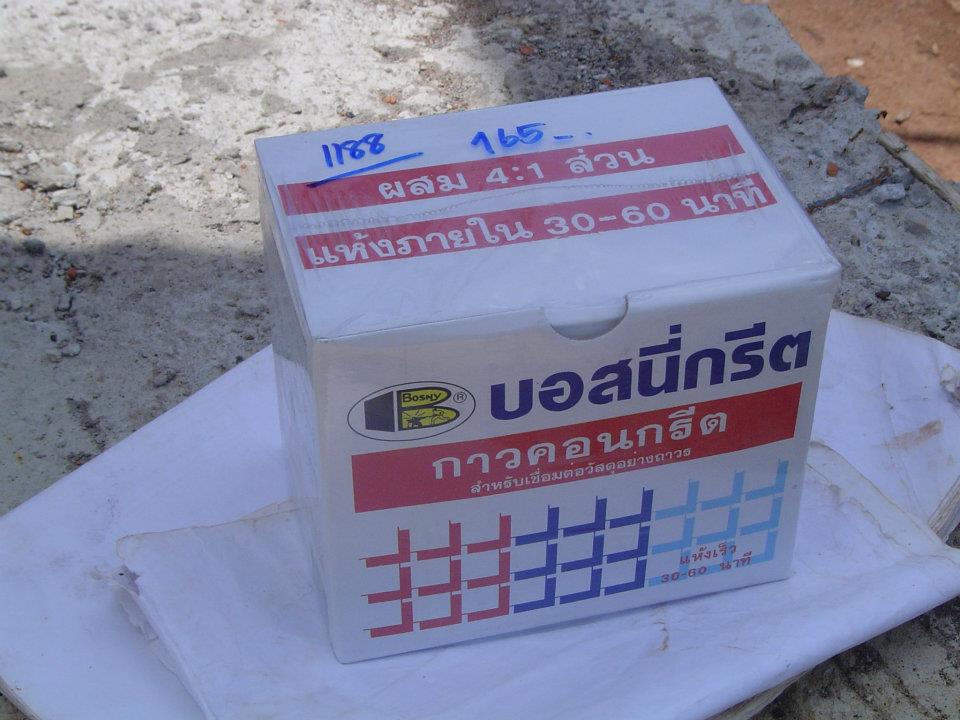 1188 165-.
ผสม 4:1 ส่วน
แห้งภายใน 30-60 นาที
BOSNY ®
บอสนี่กรีต
กาวคอนกรีต
สำหรับเชื่อมต่อวัสดุอย่างถาวร
แห้งเร็ว
30-60 นาที